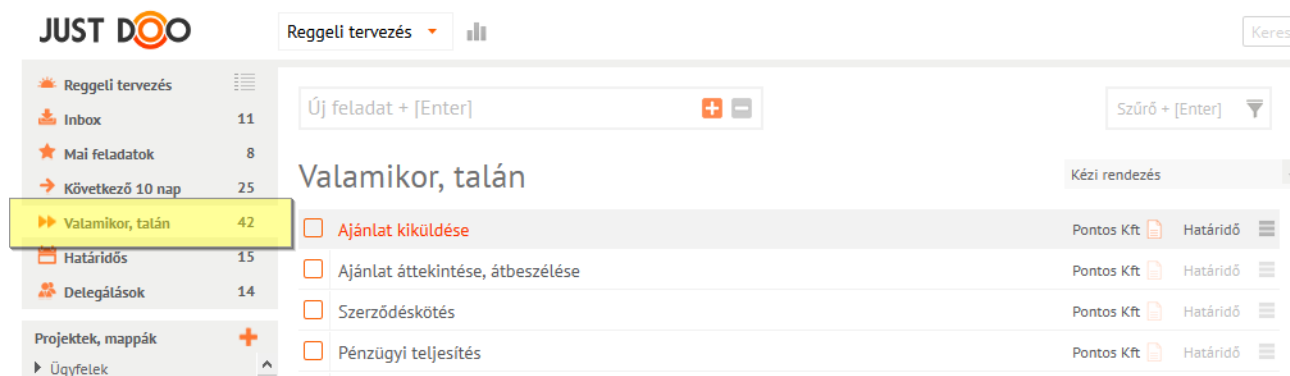 JUST DOO
Reggeli tervezés
Keres
Reggeli tervezés
Inbox 11
Mai feladatok 8
Következő 10 nap 25
Valamikor, talán 42
Határidős 15
Delegálások 14
Projektek, mappák
Ügyfelek
Új feladat + [Enter]
Szűrő + [Enter]
Valamikor, talán
Kézi rendezés
Ajánlat kiküldése Pontos Kft Határidő
Ajánlat áttekintése, átbeszélése Pontos Kft Határidő
Szerződéskötés Pontos Kft Határidő
Pénzügyi teljesítés Pontos Kft Határidő